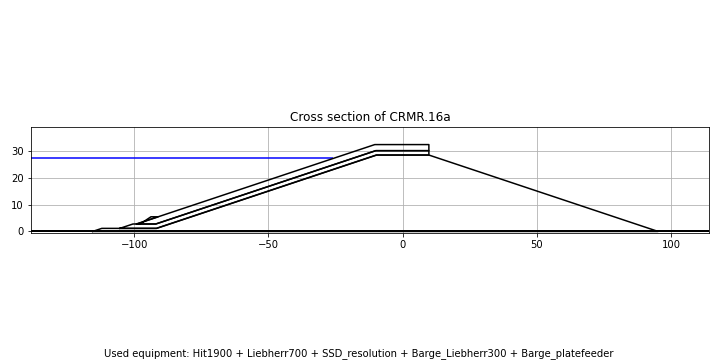 Cross section of CRMR.16a
30
20
10
0
−100 −50 0 50 100
Used equipment: Hit1900 + Liebherr700 + SSD_resolution + Barge_Liebherr300 + Barge_platefeeder